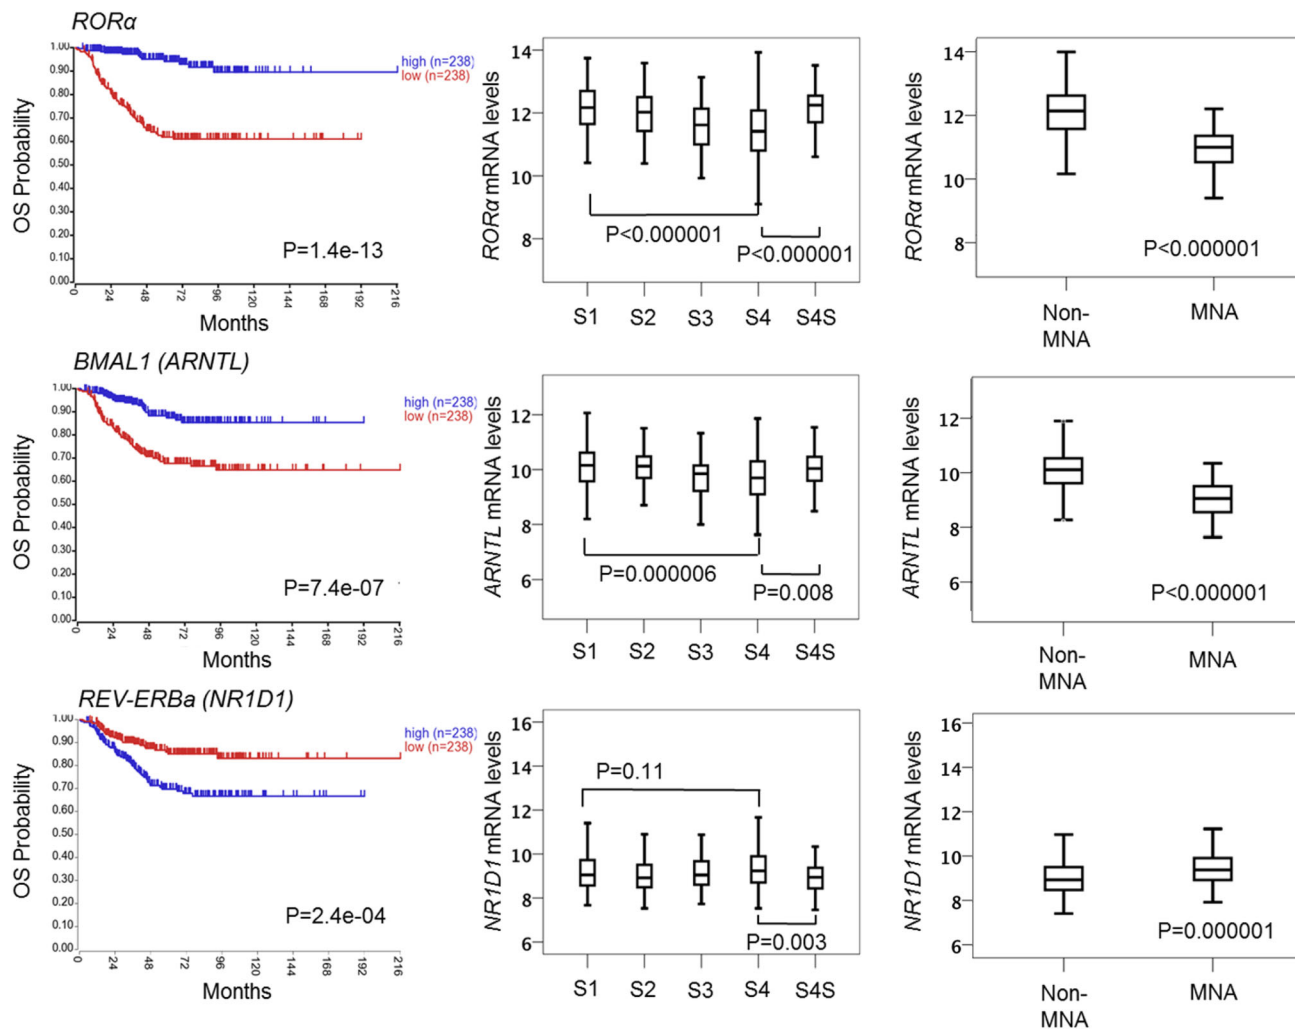 RORα
1.00
0.90
0.80
0.70
0.60
0.50
0.40
0.30
0.20
0.10
0.00
OS Probability
high (n=238)
low (n=238)
P=1.4e-13
0 24 48 72 96 120 144 168 192 216
Months
14
12
10
8
RORα mRNA levels
P<0.000001
P<0.000001
S1 S2 S3 S4 S4S
14
12
10
8
RORα mRNA levels
P<0.000001
Non-
MNA
MNA
BMAL1 (ARNTL)
1.00
0.90
0.80
0.70
0.60
0.50
0.40
0.30
0.20
0.10
0.00
OS Probability
high (n=238)
low (n=238)
P=7.4e-07
0 24 48 72 96 120 144 168 192 216
Months
12
10
8
6
ARNTL mRNA levels
P=0.000006
P=0.008
S1 S2 S3 S4 S4S
12
10
8
6
ARNTL mRNA levels
P<0.000001
Non-
MNA
MNA
REV-ERBa (NR1D1)
1.00
0.90
0.80
0.70
0.60
0.50
0.40
0.30
0.20
0.10
0.00
OS Probability
high (n=238)
low (n=238)
P=2.4e-04
0 24 48 72 96 120 144 168 192 216
Months
16
14
12
10
8
6
NR1D1 mRNA levels
P=0.11
P=0.003
S1 S2 S3 S4 S4S
16
14
12
10
8
6
NR1D1 mRNA levels
P=0.000001
Non-
MNA
MNA